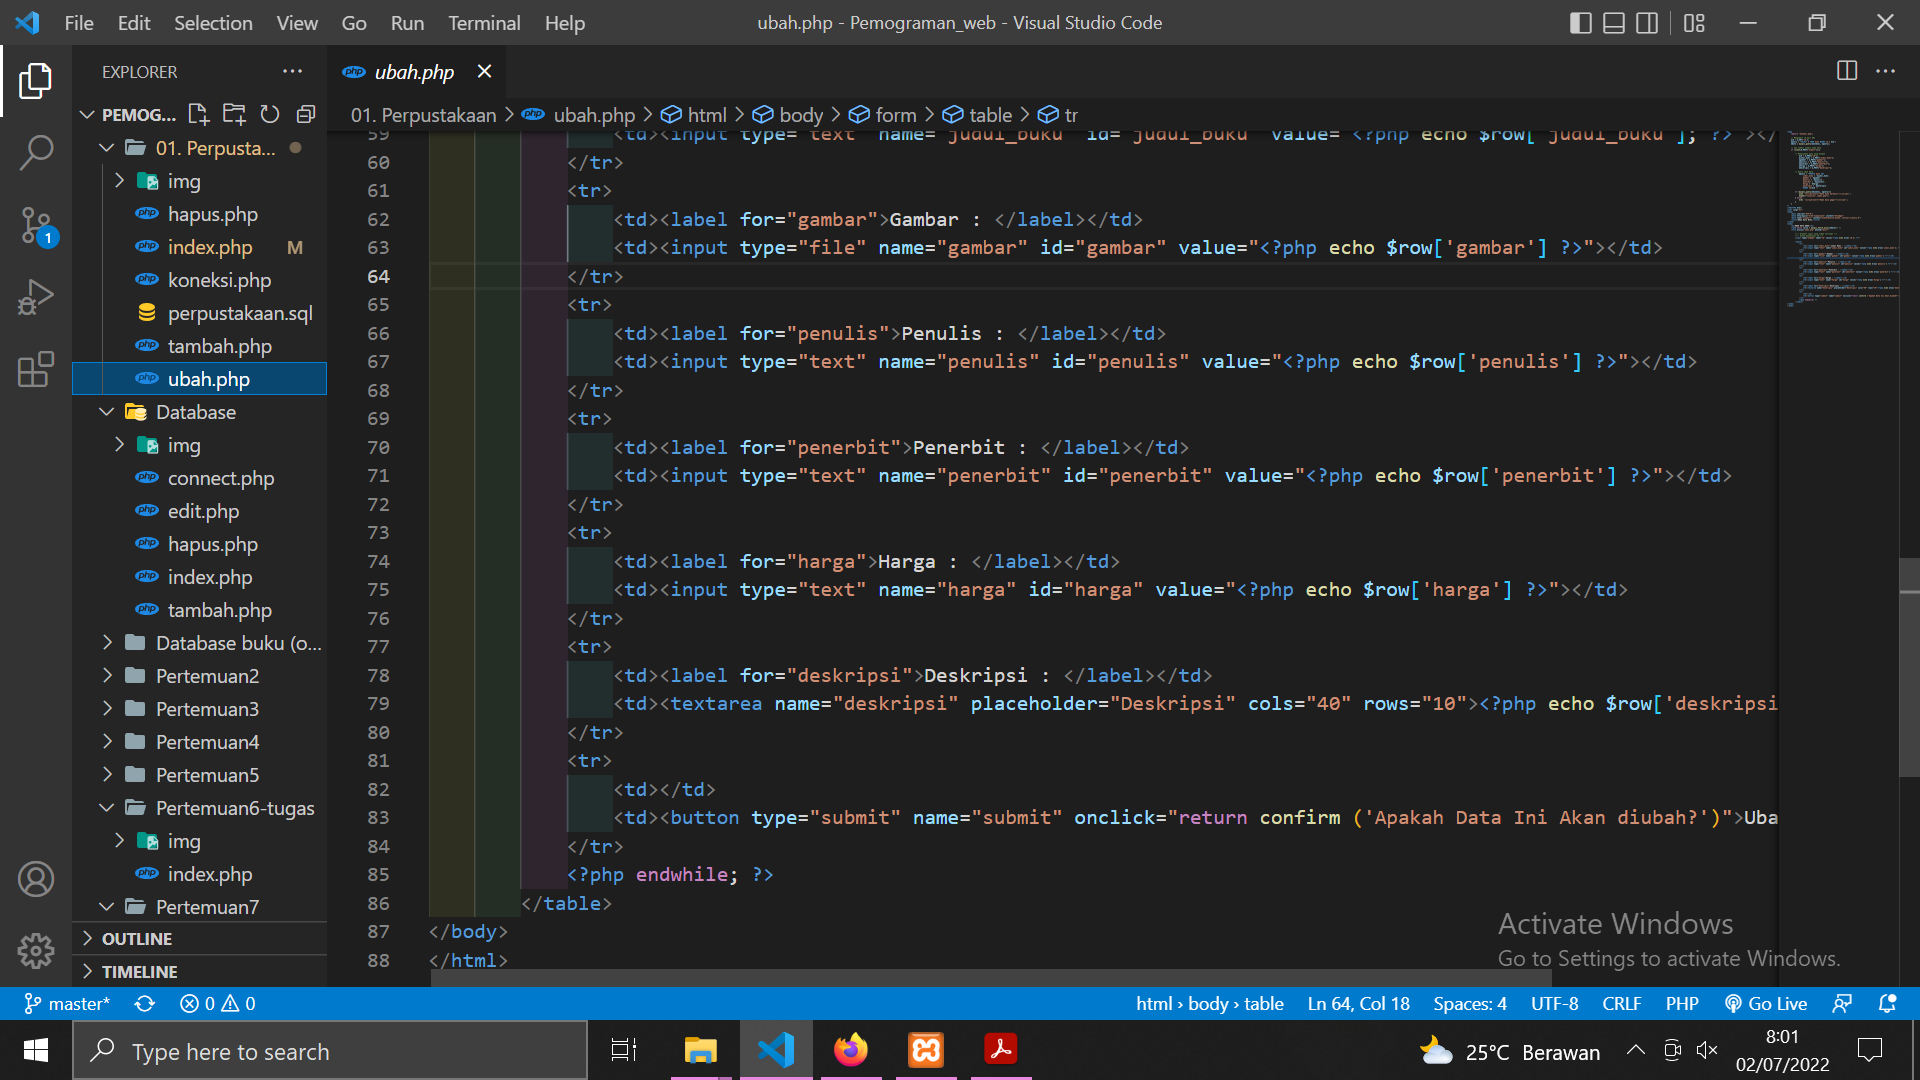 File Edit Selection View Go Run Terminal Help
ubah.php - Pemograman_web - Visual Studio Code
EXPLORER
PEMOG...
01. Perpusta...
img
hapus.php
index.php M
koneksi.php
perpustakaan.sql
tambah.php
ubah.php
Database
img
connect.php
edit.php
hapus.php
index.php
tambah.php
Database buku (o...
Pertemuan2
Pertemuan3
Pertemuan4
Pertemuan5
Pertemuan6-tugas
img
index.php
Pertemuan7
OUTLINE
TIMELINE
1
php ubah.php
01. Perpustakaan > ubah.php > html > body > form > table > tr
59 <td><input type="text" name="judul_buku" id="judul_buku" value="<?php echo $row['judul_buku']; ?>"></
60 </tr>
61 <tr>
62 <td><label for="gambar">Gambar : </label></td>
63 <td><input type="file" name="gambar" id="gambar" value="<?php echo $row['gambar'] ?>"></td>
64 </tr>
65 <tr>
66 <td><label for="penulis">Penulis : </label></td>
67 <td><input type="text" name="penulis" id="penulis" value="<?php echo $row['penulis'] ?>"></td>
68 </tr>
69 <tr>
70 <td><label for="penerbit">Penerbit : </label></td>
71 <td><input type="text" name="penerbit" id="penerbit" value="<?php echo $row['penerbit'] ?>"></td>
72 </tr>
73 <tr>
74 <td><label for="harga">Harga : </label></td>
75 <td><input type="text" name="harga" id="harga" value="<?php echo $row['harga'] ?>"></td>
76 </tr>
77 <tr>
78 <td><label for="deskripsi">Deskripsi : </label></td>
79 <td><textarea name="deskripsi" placeholder="Deskripsi" cols="40" rows="10"><?php echo $row['deskripsi
80 </tr>
81 <tr>
82 <td></td>
83 <td><button type="submit" name="submit" onclick="return confirm ('Apakah Data Ini Akan diubah?')">Uba
84 </tr>
85 <?php endwhile; ?>
86 </table>
87 </body>
88 </html>
Activate Windows
Go to Settings to activate Windows.
master* 0 0
html › body › table Ln 64, Col 18 Spaces: 4 UTF-8 CRLF PHP Go Live
Type here to search
25°C Berawan
8:01
02/07/2022